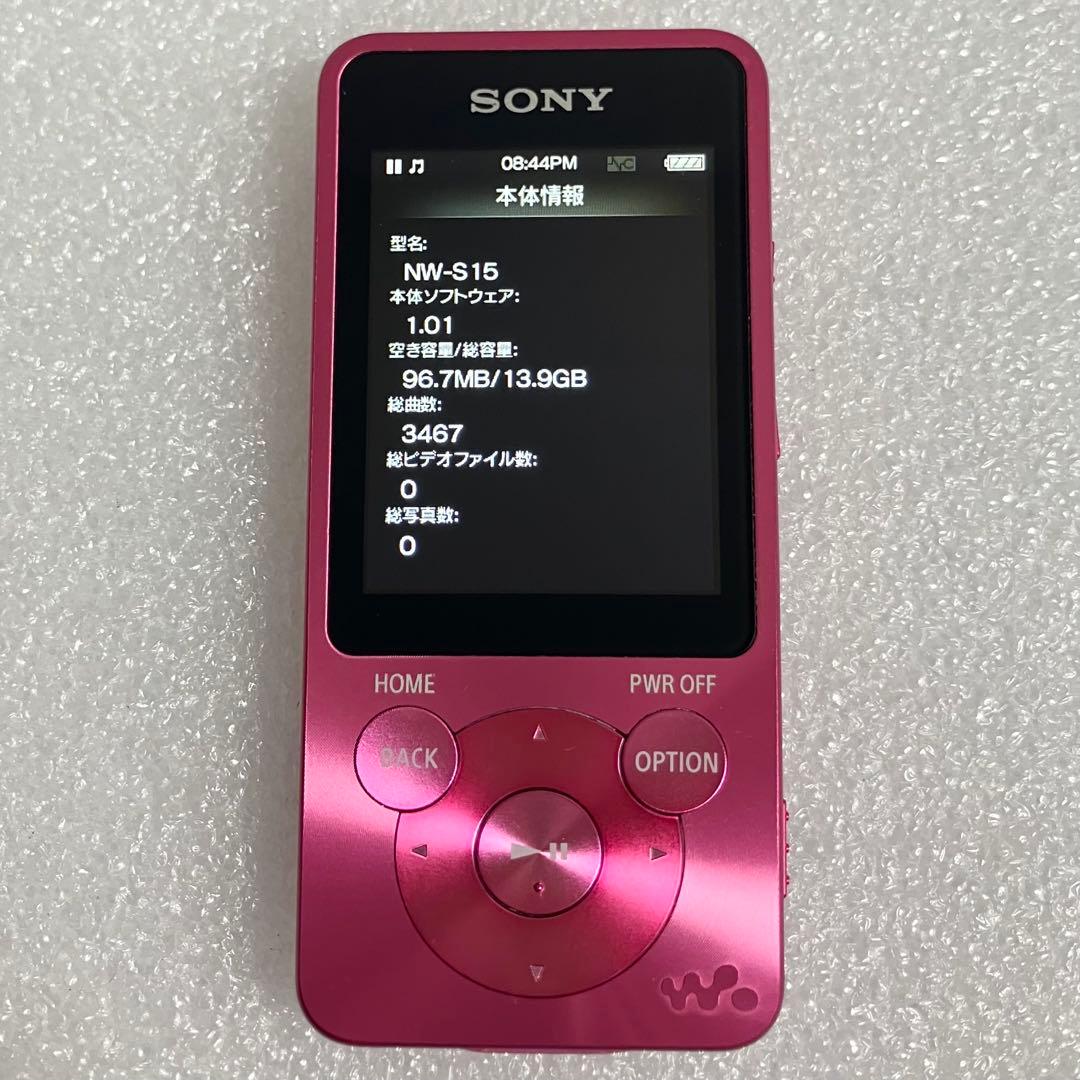 SONY
08:44PM
本体情報
型名:
NW-S15
本体ソフトウェア:
1.01
空き容量/総容量:
96.7MB/13.9GB
総曲数:
3467
総ビデオファイル数:
0
総写真数:
0
HOME
PWR OFF
BACK
OPTION